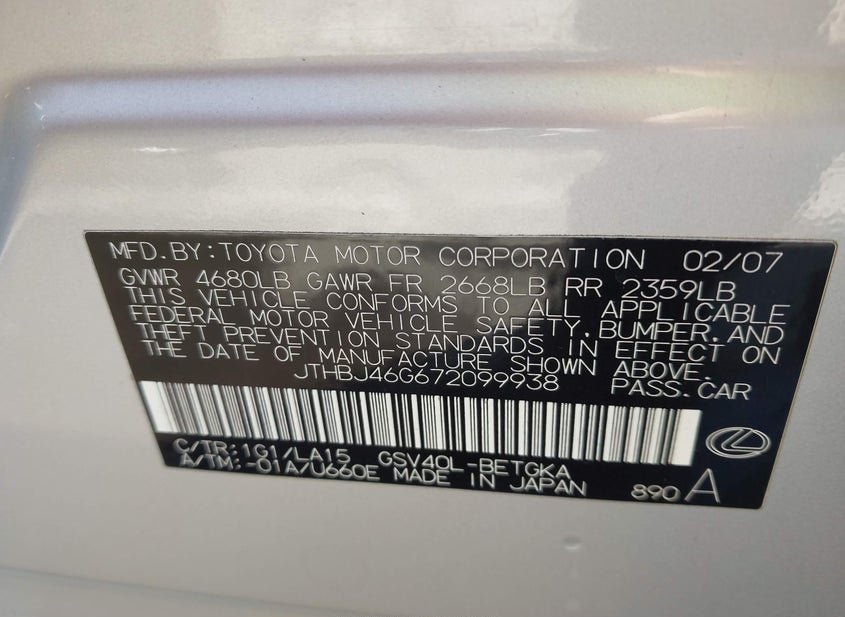 MFD.BY:TOYOTA MOTOR CORPORATION 02/07
GVWR 4680LB GAWR FR 2668LB RR 2359LB
THIS VEHICLE CONFORMS TO ALL APPLICABLE
FEDERAL MOTOR VEHICLE SAFETY,BUMPER,AND
THEFT PREVENTION STANDARDS IN EFFECT ON
THE DATE OF MANUFACTURE SHOWN ABOVE.
JTHBJ46G672099938 PASS.CAR
C/TR:1G1/LA15 GSV40L-BETGKA
A/TM:-01A/U660E MADE IN JAPAN 890 A